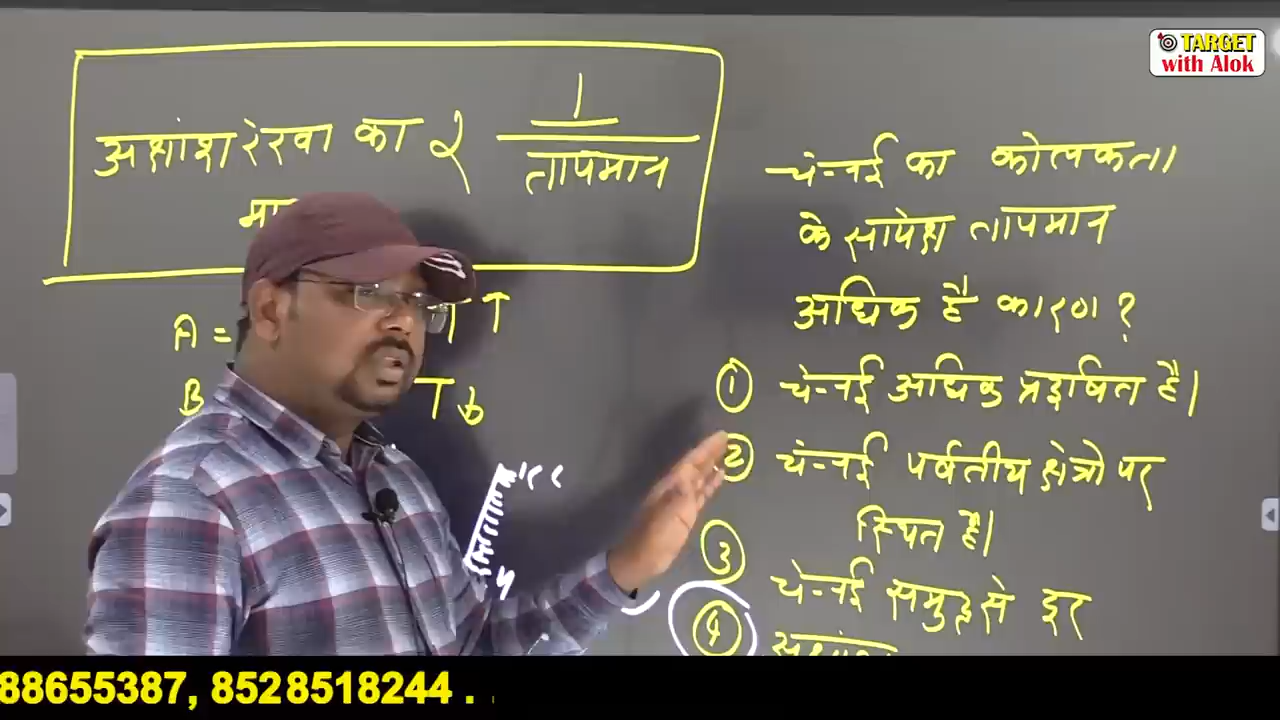 TARGET
with Alok
अक्षांश रेखा का २ 1
तापमान
A = T ↑
B T ↓
चेन्नई का कोलकता
के सापेक्ष तापमान
अधिक है कारण ?
① चेन्नई अधिक प्रदूषित है।
② चेन्नई पर्वतीय क्षेत्रो पर
स्थित है।
③ चेन्नई समुद्र से दूर
④
88655387, 8528518244 .